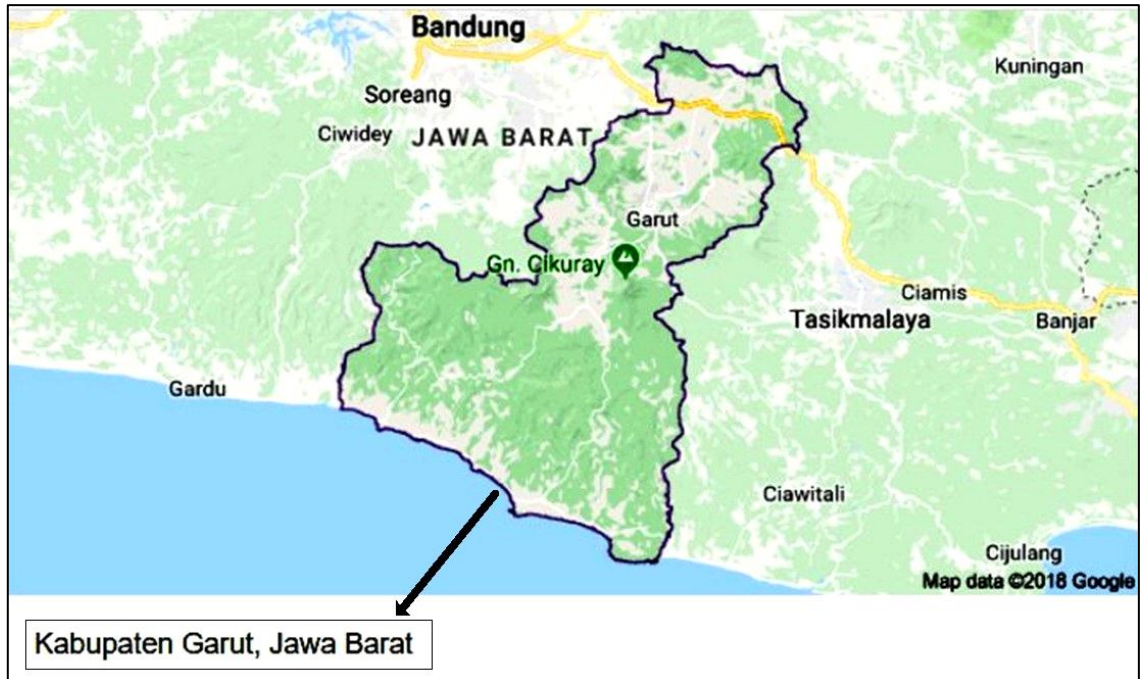 Bandung
Kuningan
Soreang
Ciwidey
JAWA BARAT
Garut
Gn. Cikuray
Ciamis
Tasikmalaya
Banjar
Gardu
Ciawitali
Cijulang
Map data ©2018 Google
Kabupaten Garut, Jawa Barat